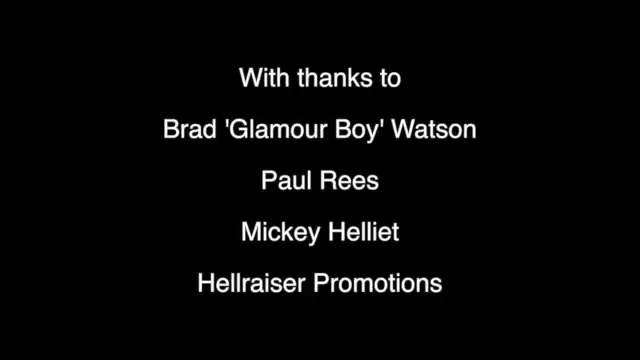 With thanks to
Brad 'Glamour Boy' Watson
Paul Rees
Mickey Helliet
Hellraiser Promotions